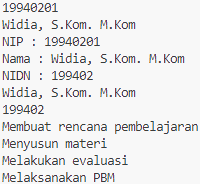 19940201
Widia, S.Kom. M.Kom
NIP : 19940201
Nama : Widia, S.Kom. M.Kom
NIDN : 199402
Widia, S.Kom. M.Kom
199402
Membuat rencana pembelajaran
Menyusun materi
Melakukan evaluasi
Melaksanakan PBM